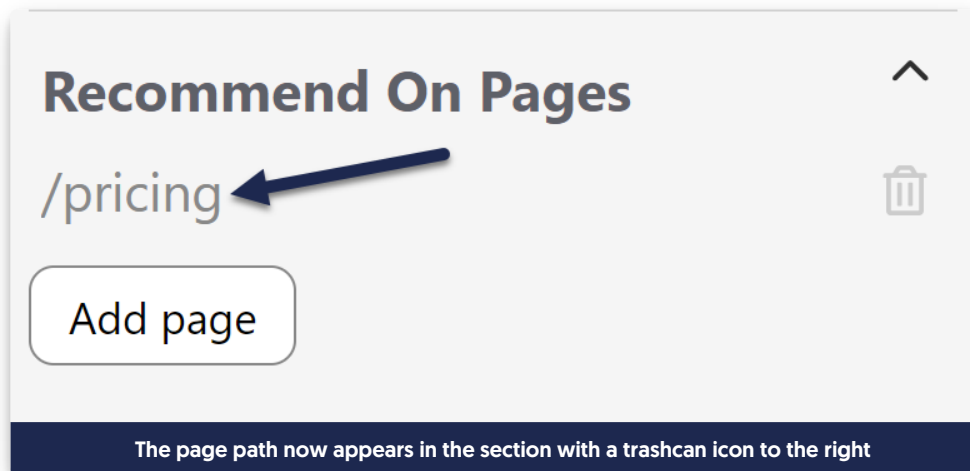 Recommend On Pages
/pricing
Add page
The page path now appears in the section with a trashcan icon to the right